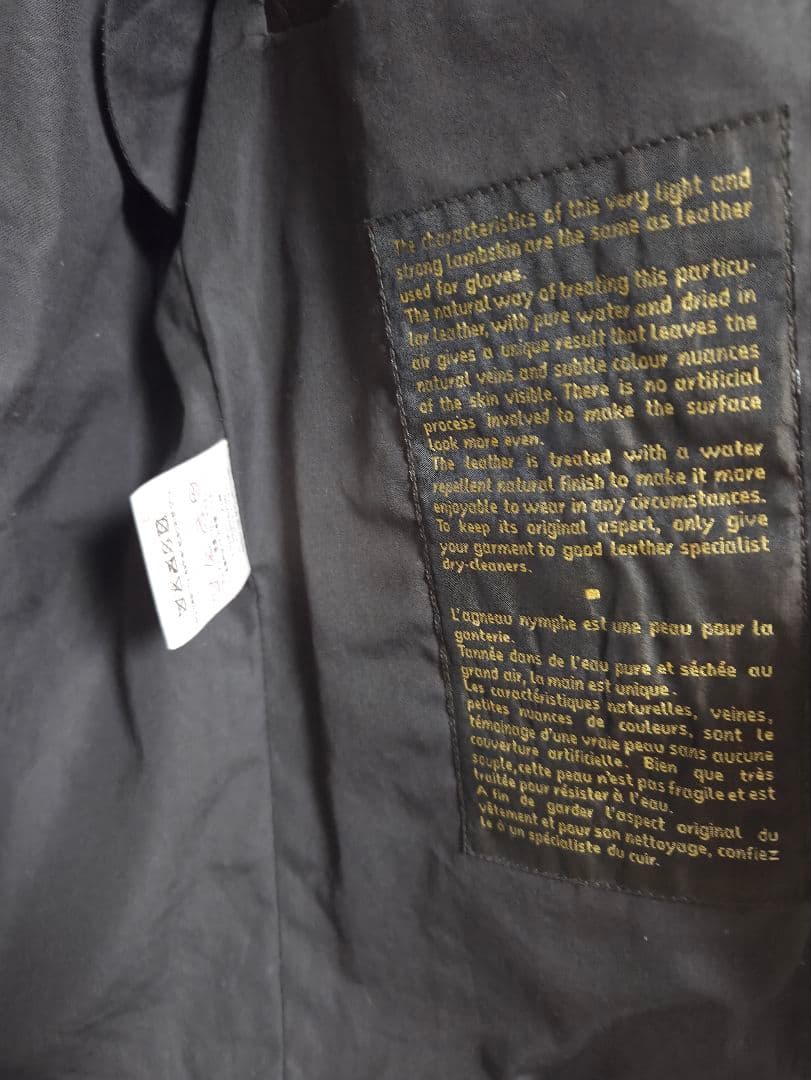 The characteristics of this very light and
strong lambskin are the same as leather
used for gloves.
The natural way of treating this particu-
lar leather, with pure water and dried in
air gives a unique result that leaves the
natural veins and subtle colour nuances
of the skin visible. There is no artificial
process involved to make the surface
look more even.
The leather is treated with a water
repellent natural finish to make it more
enjoyable to wear in any circumstances.
To keep its original aspect, only give
your garment to good leather specialist
dry-cleaners.
L'agneau nymphe est une peau pour la
ganterie.
Tannée dans de l'eau pure et séchée au
grand air, la main est unique.
Les caractéristiques naturelles, veines,
petites nuances de couleurs, sont le
témoinage d'une vraie peau sans aucune
couverture artificielle. Bien que très
souple, cette peau n'est pas fragile et est
traitée pour résister à l'eau.
A fin de garder l'aspect original du
vêtement et pour son nettoyage, confiez
le à un spécialiste du cuir.